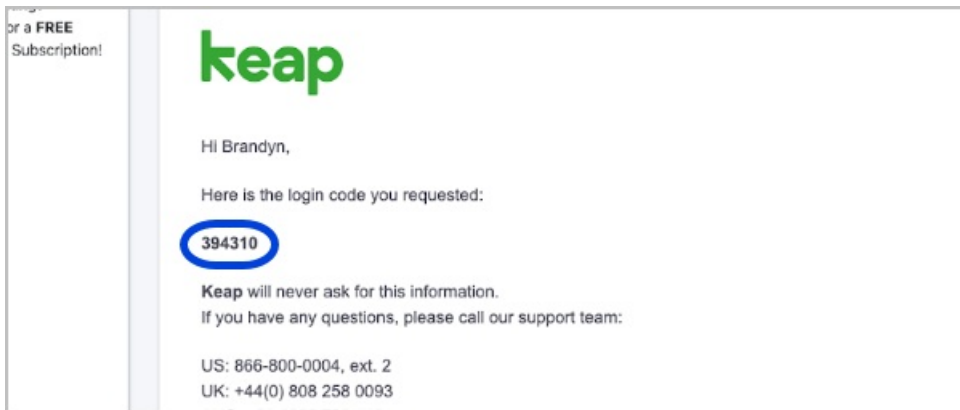 or a FREE
Subscription!
keap
Hi Brandyn,
Here is the login code you requested:
394310
Keap will never ask for this information.
If you have any questions, please call our support team:
US: 866-800-0004, ext. 2
UK: +44(0) 808 258 0093